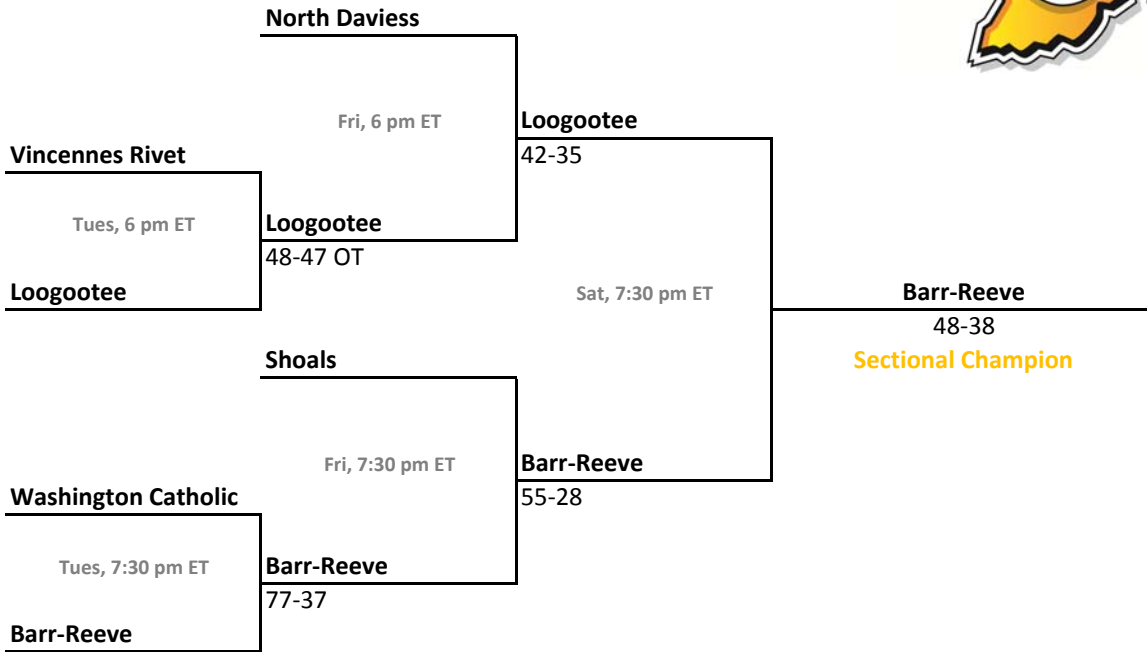 North Daviess
Fri, 6 pm ET
Loogootee
Vincennes Rivet
42-35
Tues, 6 pm ET
Loogootee
48-47 OT
Loogootee
Sat, 7:30 pm ET
Barr-Reeve
48-38
Shoals
Sectional Champion
Fri, 7:30 pm ET
Barr-Reeve
Washington Catholic
55-28
Tues, 7:30 pm ET
Barr-Reeve
77-37
Barr-Reeve